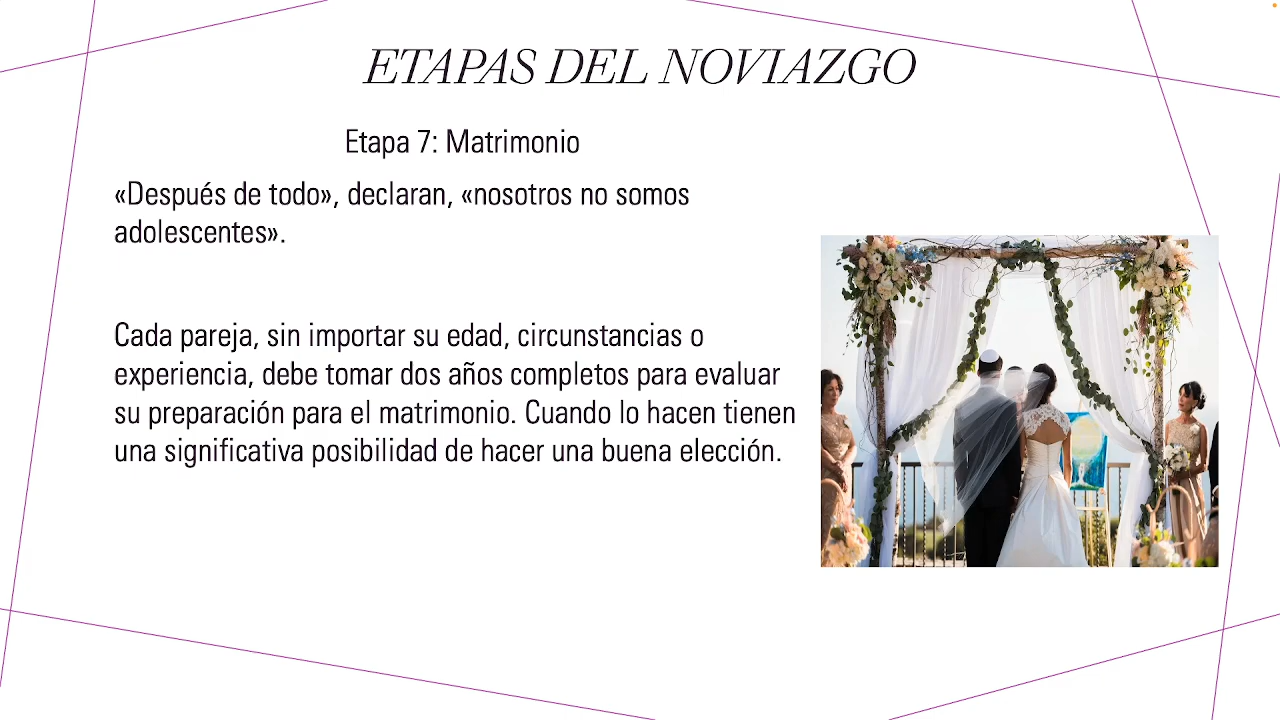 ETAPAS DEL NOVIAZGO
Etapa 7: Matrimonio
«Después de todo», declaran, «nosotros no somos
adolescentes».
Cada pareja, sin importar su edad, circunstancias o
experiencia, debe tomar dos años completos para evaluar
su preparación para el matrimonio. Cuando lo hacen tienen
una significativa posibilidad de hacer una buena elección.